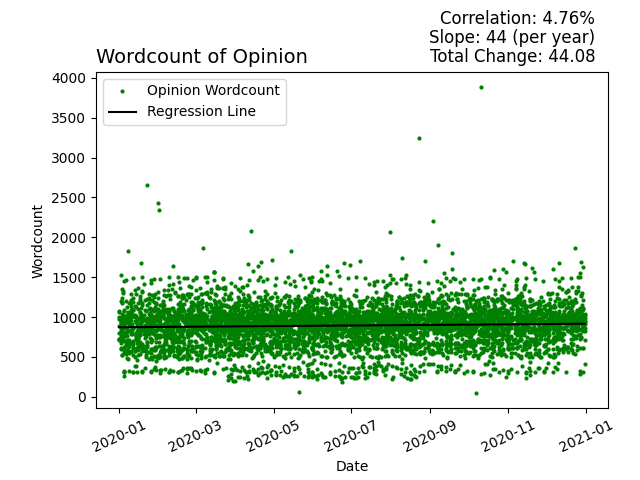 Correlation: 4.76%
Slope: 44 (per year)
Wordcount of Opinion
Total Change: 44.08
Opinion Wordcount
Regression Line
4000
3500
3000
2500
2000
1500
1000
500
0
Wordcount
2020-01
2020-03
2020-05
2020-07
2020-09
2020-11
2021-01
Date